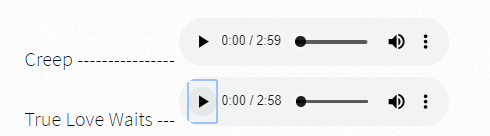 0:00 / 2:59
Creep ----------------
0:00 / 2:58
True Love Waits ---